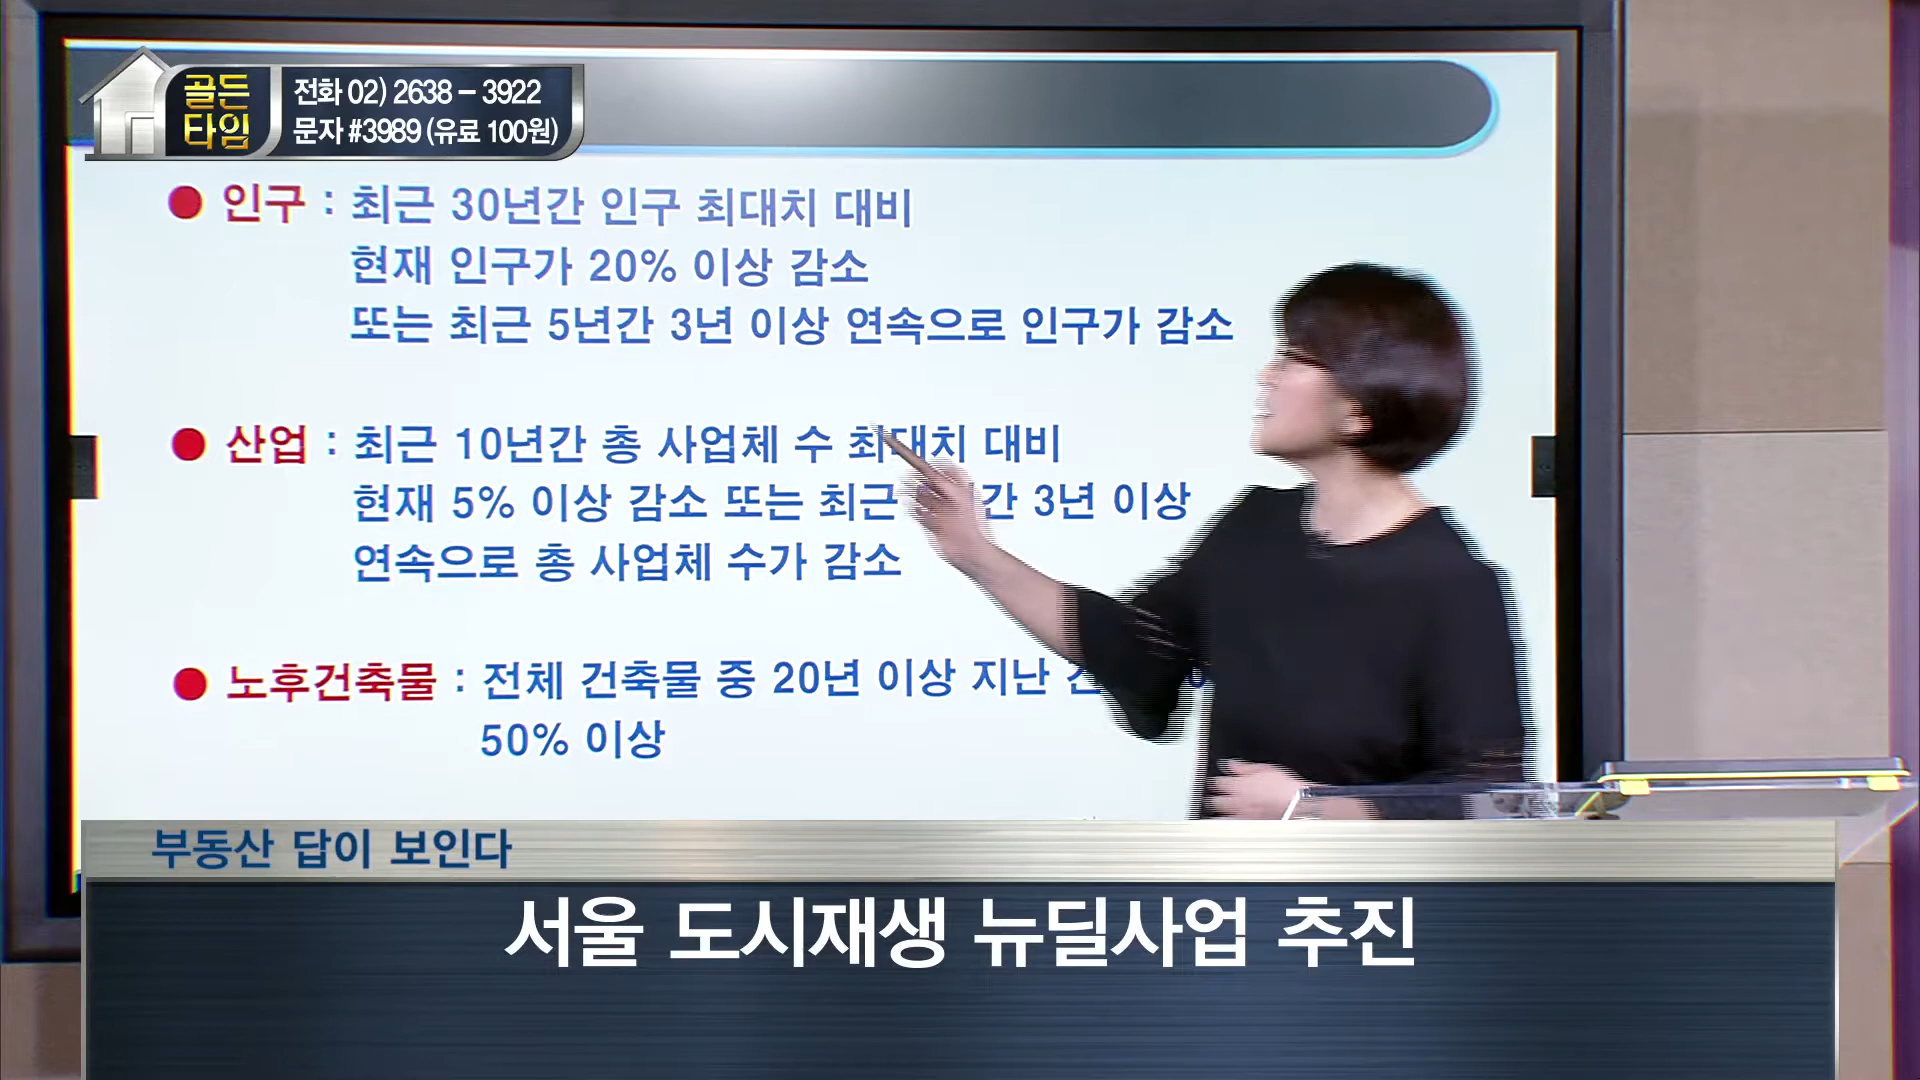 골든
타임
전화 02) 2638 - 3922
문자 #3989 (유료 100원)
● 인구 : 최근 30년간 인구 최대치 대비
현재 인구가 20% 이상 감소
또는 최근 5년간 3년 이상 연속으로 인구가 감소
● 산업 : 최근 10년간 총 사업체 수 최대치 대비
현재 5% 이상 감소 또는 최근 간 3년 이상
연속으로 총 사업체 수가 감소
● 노후건축물 : 전체 건축물 중 20년 이상 지난
50% 이상
부동산 답이 보인다
서울 도시재생 뉴딜사업 추진